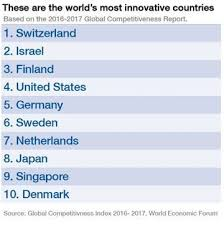 These are the world's most innovative countries
Based on the 2016-2017 Global Competitiveness Report.
1. Switzerland
2. Israel
3. Finland
4. United States
5. Germany
6. Sweden
7. Netherlands
8. Japan
9. Singapore
10. Denmark
Source: Global Competitivness Index 2016- 2017, World Economic Forum